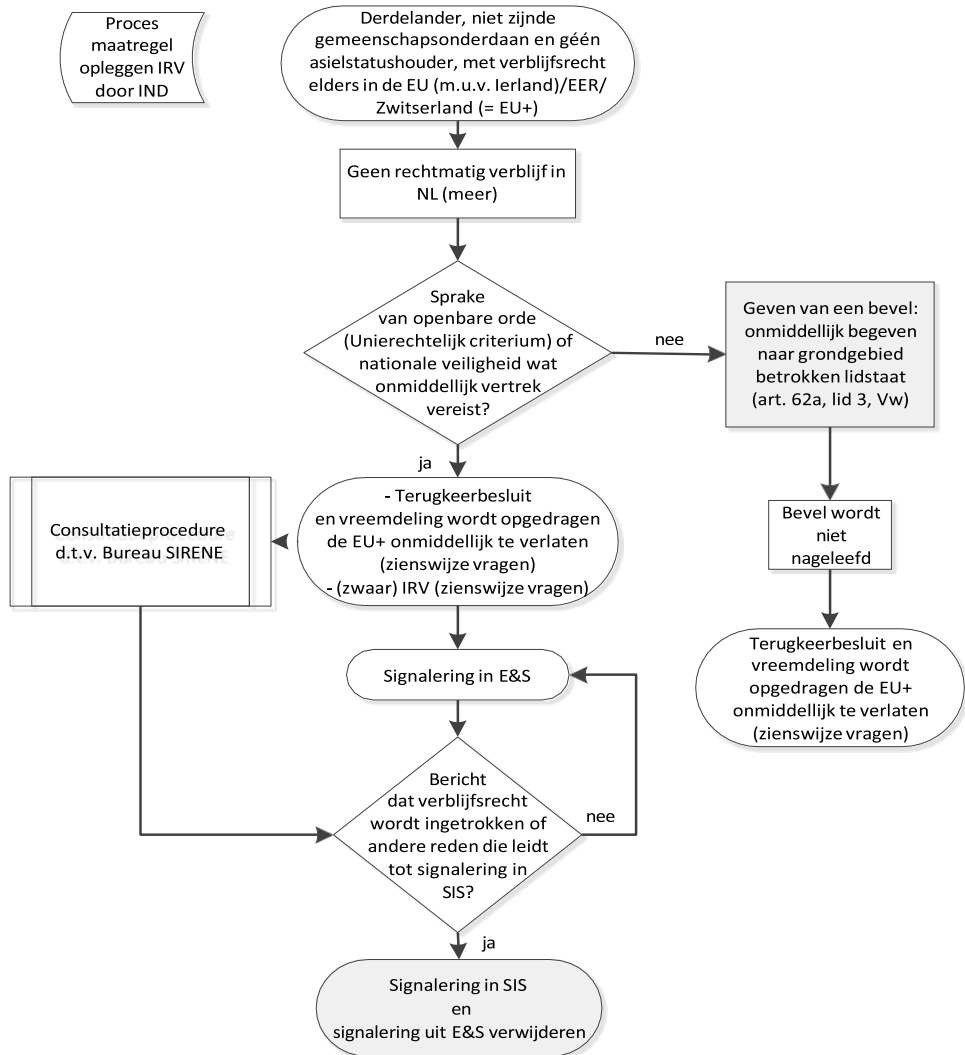 Proces
maatregel
opleggen IRV
door IND
Derdelander, niet zijnde
gemeenschapsonderdaan en géén
asielstatushouder, met verblijfsrecht
elders in de EU (m.u.v. Ierland)/EER/
Zwitserland (= EU+)
Geen rechtmatig verblijf in
NL (meer)
Sprake
van openbare orde
(Unierechtelijk criterium) of
nationale veiligheid wat
onmiddellijk vertrek
vereist?
nee
Geven van een bevel:
onmiddellijk begeven
naar grondgebied
betrokken lidstaat
(art. 62a, lid 3, Vw)
ja
Bevel wordt
niet
nageleefd
Terugkeerbesluit en
vreemdeling wordt
opgedragen de EU+
onmiddellijk te verlaten
(zienswijze vragen)
- Terugkeerbesluit
en vreemdeling wordt opgedragen
de EU+ onmiddellijk te verlaten
(zienswijze vragen)
- (zwaar) IRV (zienswijze vragen)
Consultatieprocedure
d.t.v. Bureau SIRENE
Signalering in E&S
Bericht
dat verblijfsrecht
wordt ingetrokken of
andere reden die leidt
tot signalering in
SIS?
nee
ja
Signalering in SIS
en
signalering uit E&S verwijderen